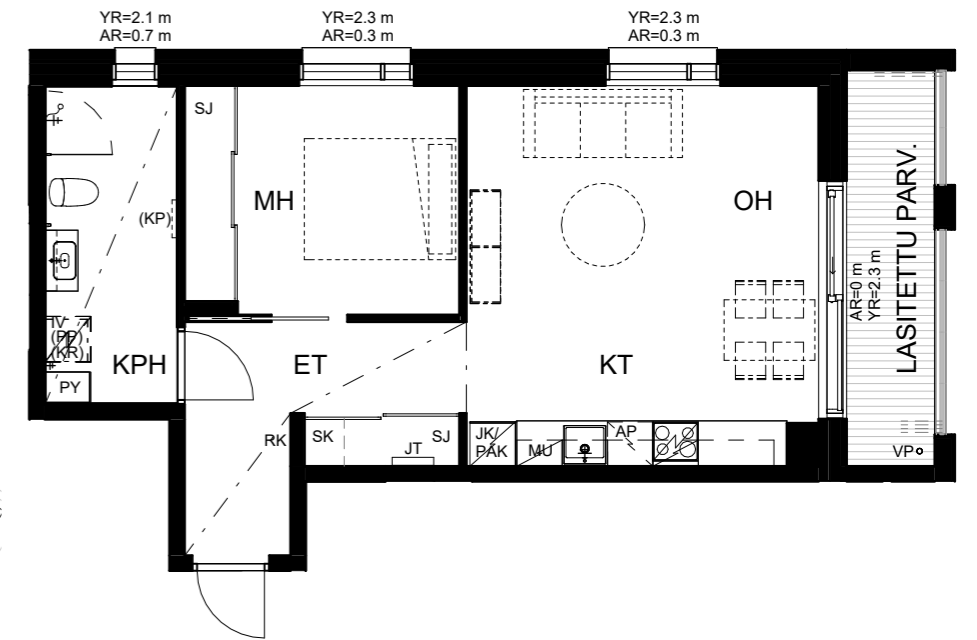 YR=2.1 m
AR=0.7 m
YR=2.3 m
AR=0.3 m
YR=2.3 m
AR=0.3 m
SJ
MH
OH
(KP)
LASITETTU PARV.
AR=0 m
YR=2.3 m
(PP)
(KR)
KPH
PY
ET
KT
RK
SK
SJ
JT
JK/
PAK
MU
AP
VP